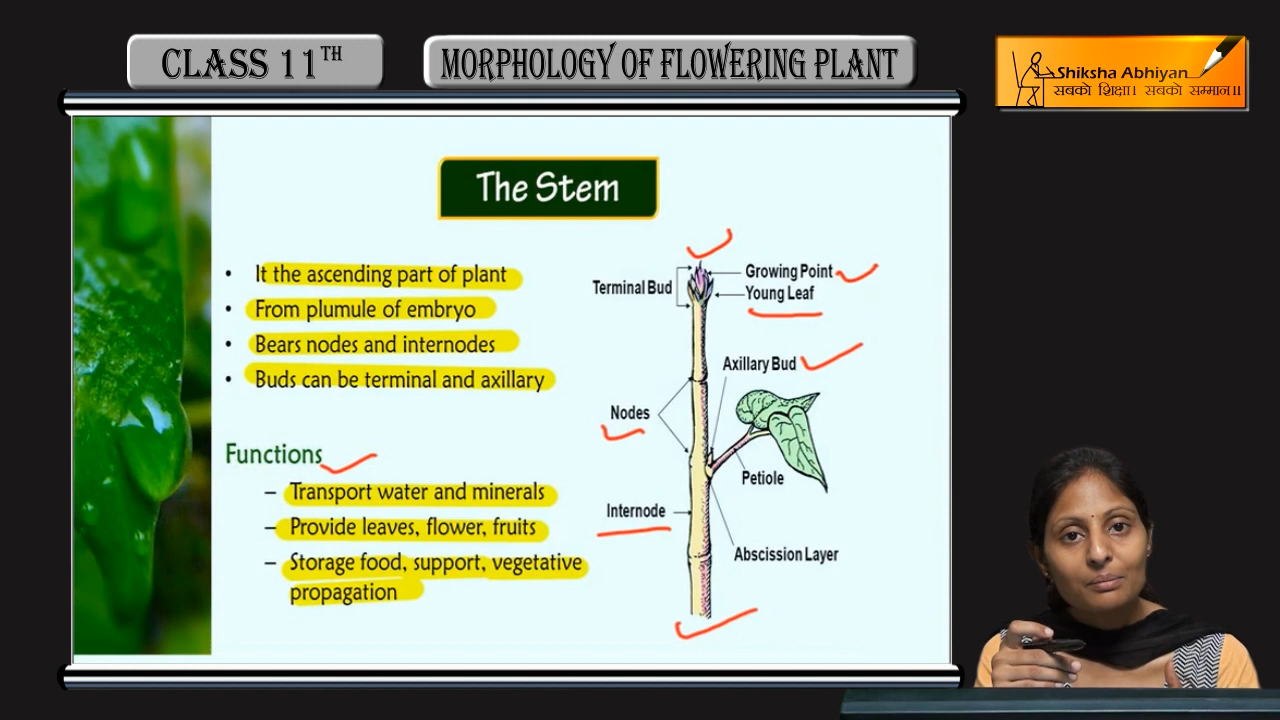 CLASS 11TH
MORPHOLOGY OF FLOWERING PLANT
Shiksha Abhiyan
सबको शिक्षा। सबको सम्मान॥
The Stem
• It the ascending part of plant
• From plumule of embryo
• Bears nodes and internodes
• Buds can be terminal and axillary
Functions
– Transport water and minerals
– Provide leaves, flower, fruits
– Storage food, support, vegetative
propagation
Terminal Bud
Growing Point
Young Leaf
Axillary Bud
Nodes
Petiole
Internode
Abscission Layer